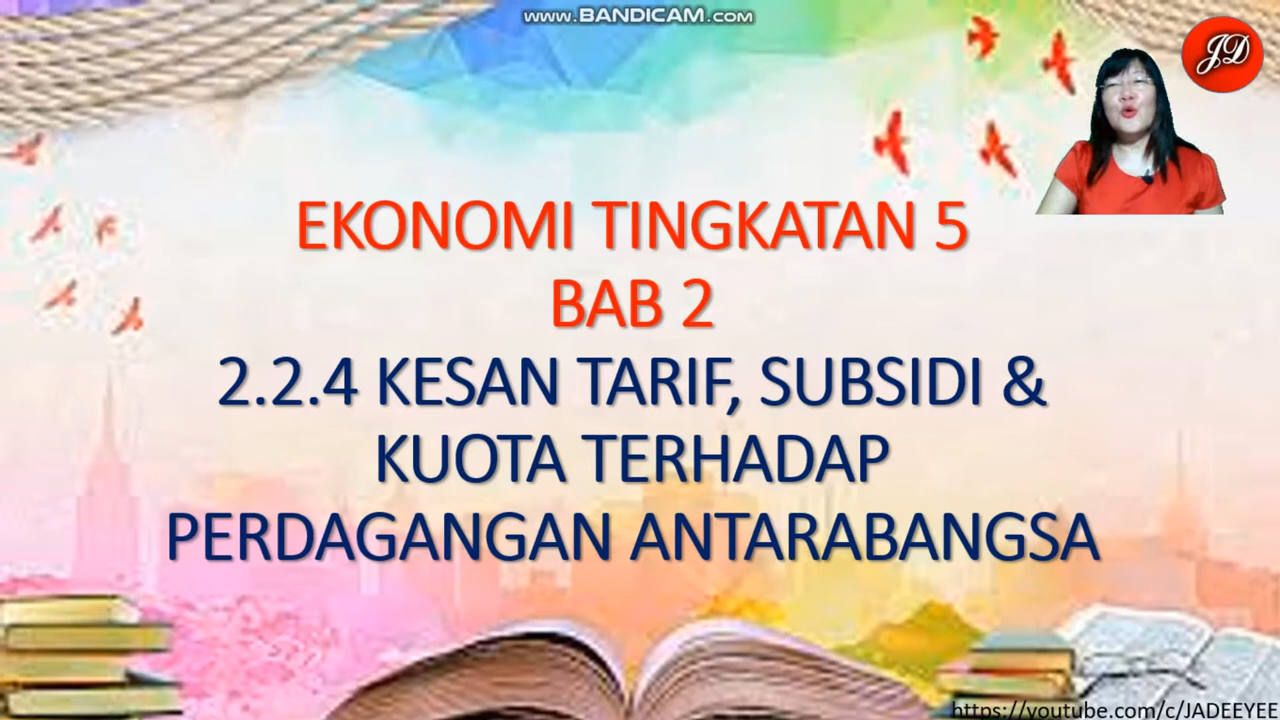 www.BANDICAM.com
JD
EKONOMI TINGKATAN 5
BAB 2
2.2.4 KESAN TARIF, SUBSIDI &
KUOTA TERHADAP
PERDAGANGAN ANTARABANGSA
https://youtube.com/c/JADEEYEE